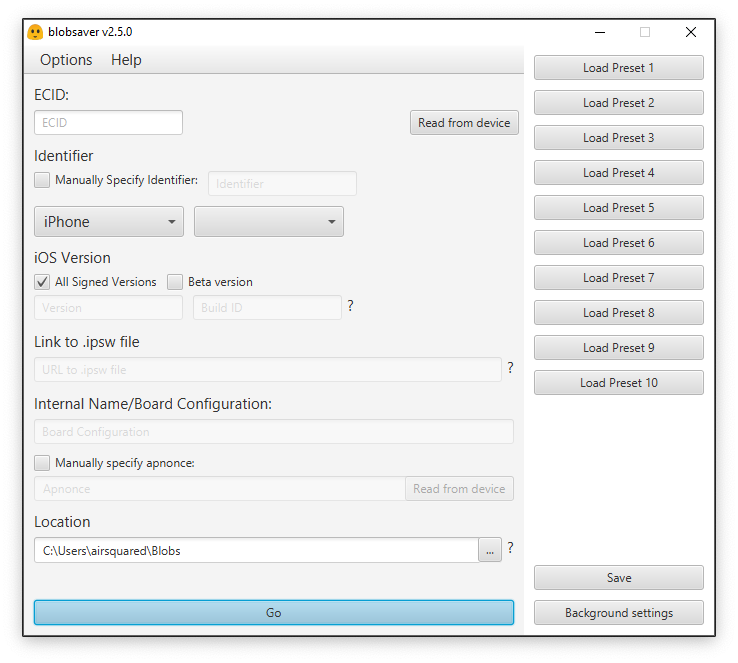 blobsaver v2.5.0
Options Help
ECID:
ECID
Read from device
Identifier
Manually Specify Identifier:
Identifier
iPhone
iOS Version
All Signed Versions
Beta version
Version
Build ID
?
Link to .ipsw file
URL to .ipsw file
?
Internal Name/Board Configuration:
Board Configuration
Manually specify apnonce:
Apnonce
Read from device
Location
C:\Users\airsquared\Blobs
...
?
Go
Load Preset 1
Load Preset 2
Load Preset 3
Load Preset 4
Load Preset 5
Load Preset 6
Load Preset 7
Load Preset 8
Load Preset 9
Load Preset 10
Save
Background settings